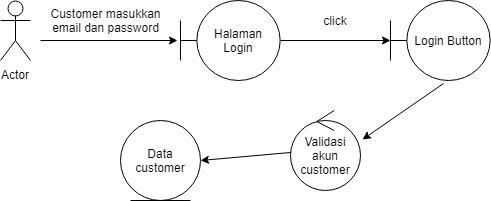 Customer masukkan
email dan password
click
Halaman
Login
Login Button
Actor
Validasi
akun
customer
Data
customer